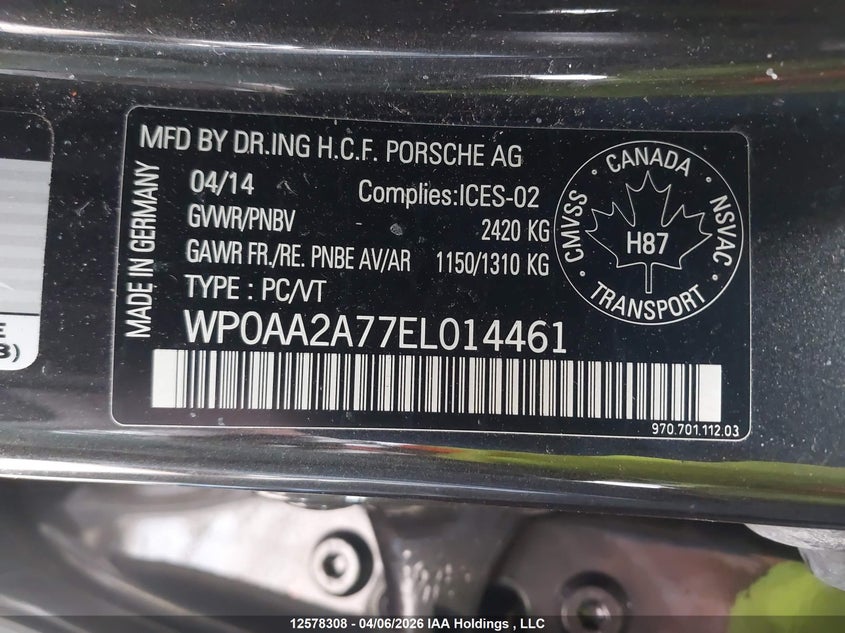 MFD BY DR.ING H.C.F. PORSCHE AG
MADE IN GERMANY
04/14
Complies:ICES-02
GVWR/PNBV 2420 KG
GAWR FR./RE. PNBE AV/AR 1150/1310 KG
TYPE : PC/VT
WP0AA2A77EL014461
CANADA
CMVSS NSVAC
H87
TRANSPORT
970.701.112.03
E
3)
12578308 - 04/06/2026 IAA Holdings , LLC